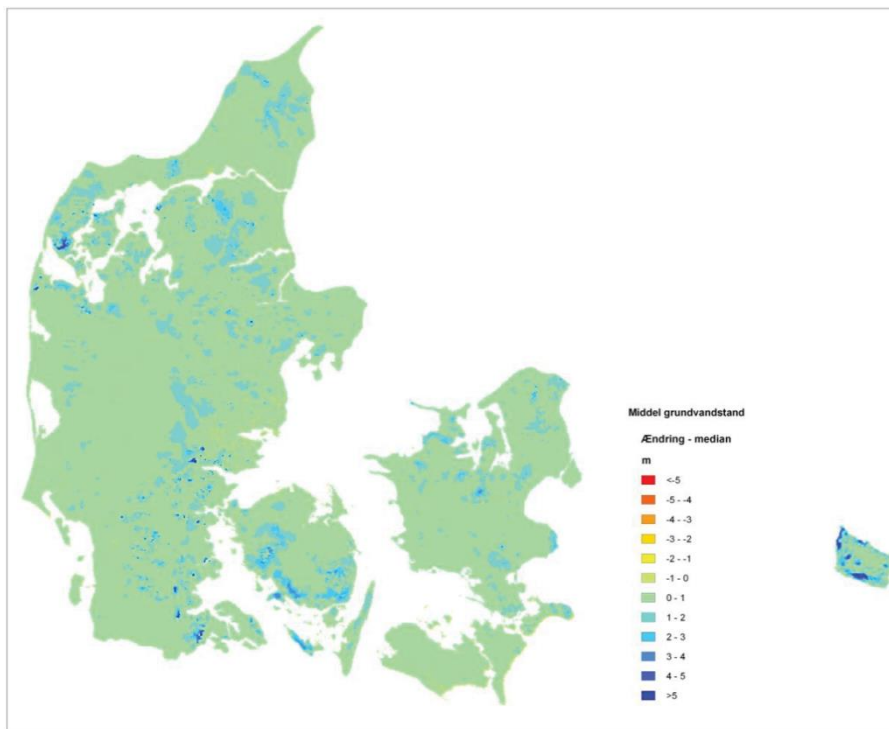 Middel grundvandstand
Ændring - median
m
<-5
-5 - -4
-4 - -3
-3 - -2
-2 - -1
-1 - 0
0 - 1
1 - 2
2 - 3
3 - 4
4 - 5
>5